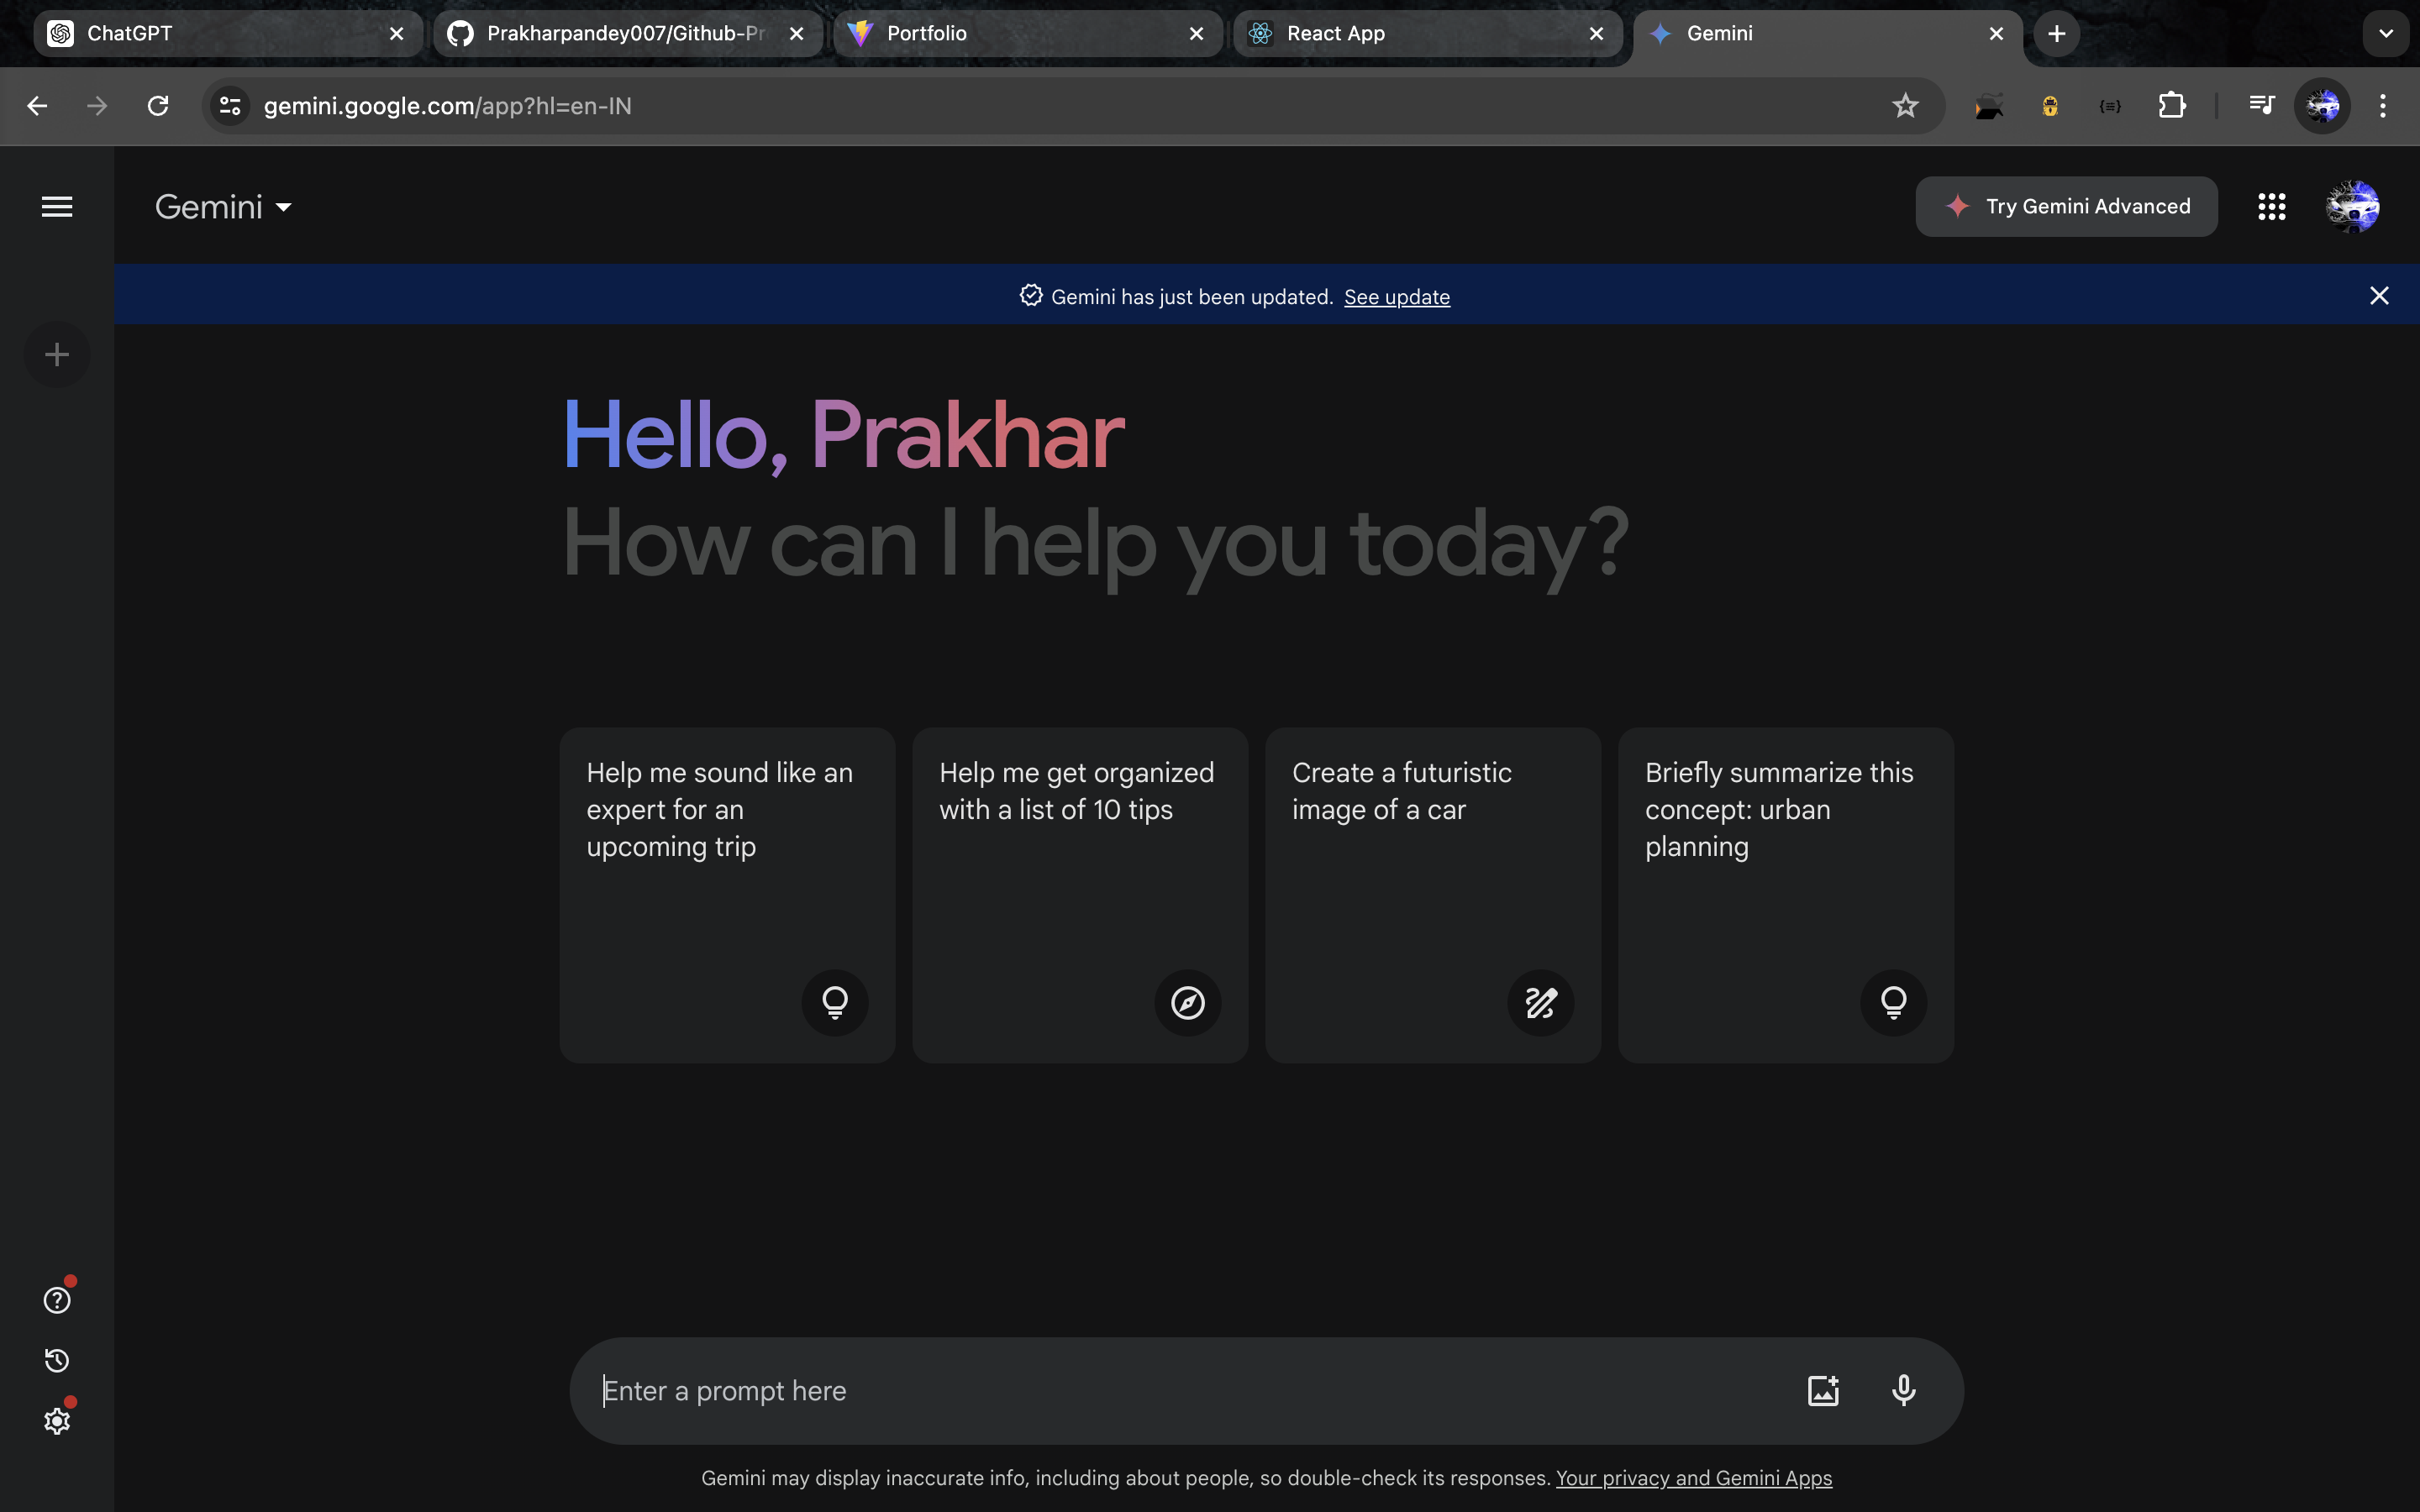 ChatGPT
Prakharpandey007/Github-Pr
Portfolio
React App
Gemini
gemini.google.com/app?hl=en-IN
Gemini
Try Gemini Advanced
Gemini has just been updated. See update
Hello, Prakhar
How can I help you today?
Help me sound like an
expert for an
upcoming trip
Help me get organized
with a list of 10 tips
Create a futuristic
image of a car
Briefly summarize this
concept: urban
planning
Enter a prompt here
Gemini may display inaccurate info, including about people, so double-check its responses. Your privacy and Gemini Apps